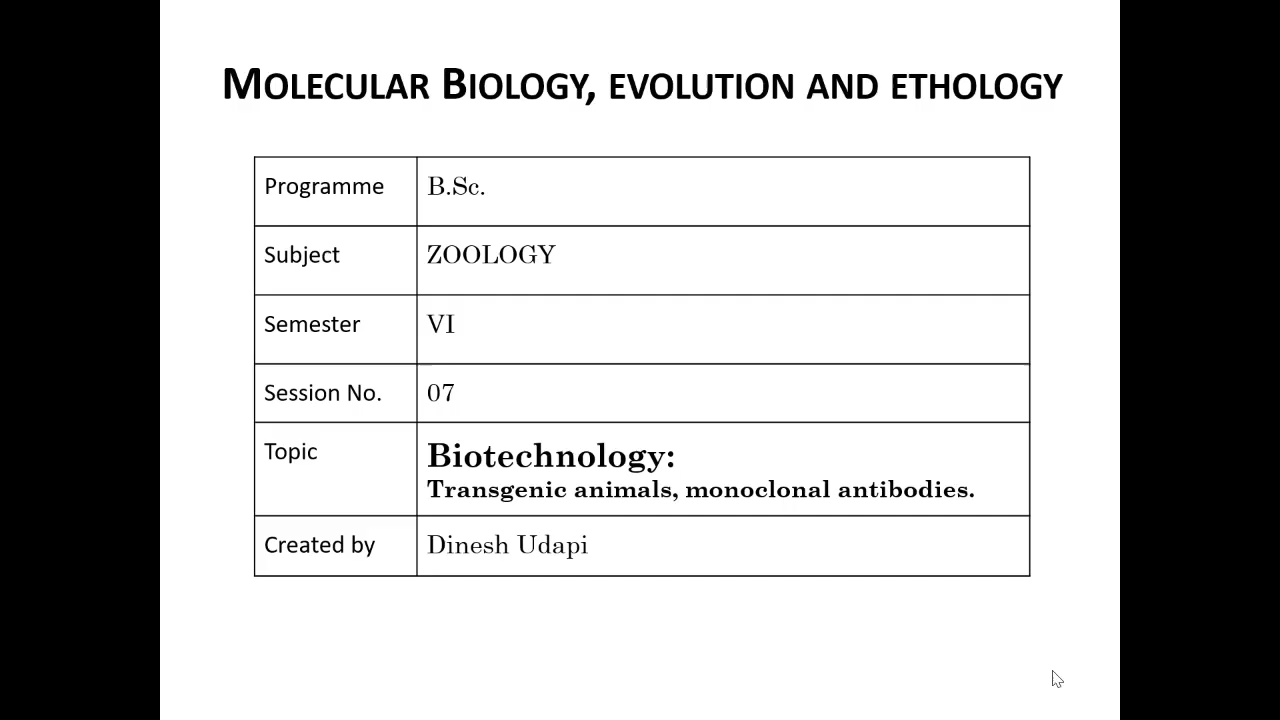 MOLECULAR BIOLOGY, EVOLUTION AND ETHOLOGY
Programme B.Sc.
Subject ZOOLOGY
Semester VI
Session No. 07
Topic Biotechnology:
Transgenic animals, monoclonal antibodies.
Created by Dinesh Udapi